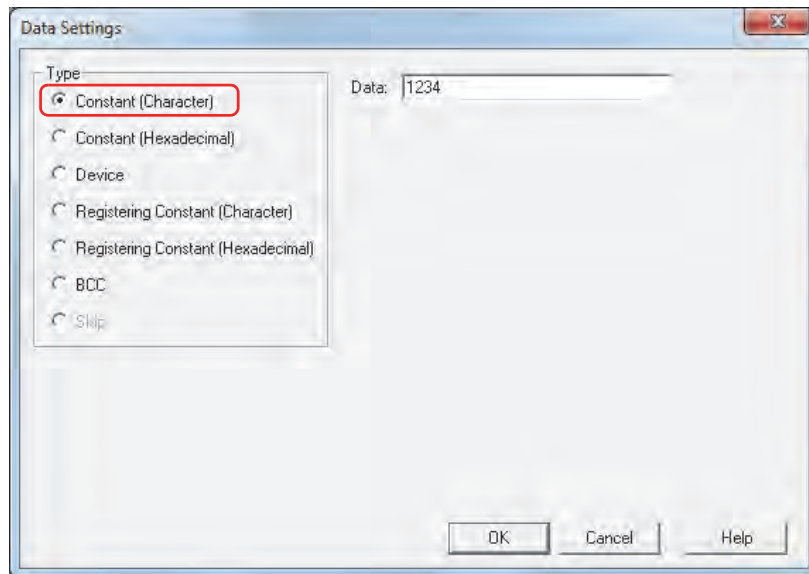 Data Settings
Type
Constant (Character)
Data: 1234
Constant (Hexadecimal)
Device
Registering Constant (Character)
Registering Constant (Hexadecimal)
BCC
Skip
OK Cancel Help